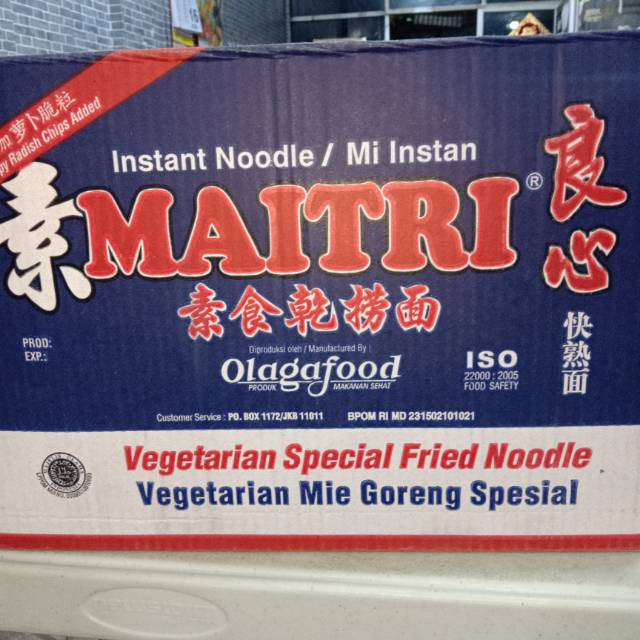 加 萝卜脆粒
py Radish Chips Added
Instant Noodle / Mi Instan
素
MAITRI®
良心
素食乾捞面
快熟面
PROD:
EXP.:
Diproduksi oleh / Manufactured By :
Olagafood
PRODUK MAKANAN SEHAT
ISO
22000 : 2005
FOOD SAFETY
Customer Service : PO. BOX 1172/JKB 11011
BPOM RI MD 231502101021
Vegetarian Special Fried Noodle
Vegetarian Mie Goreng Spesial